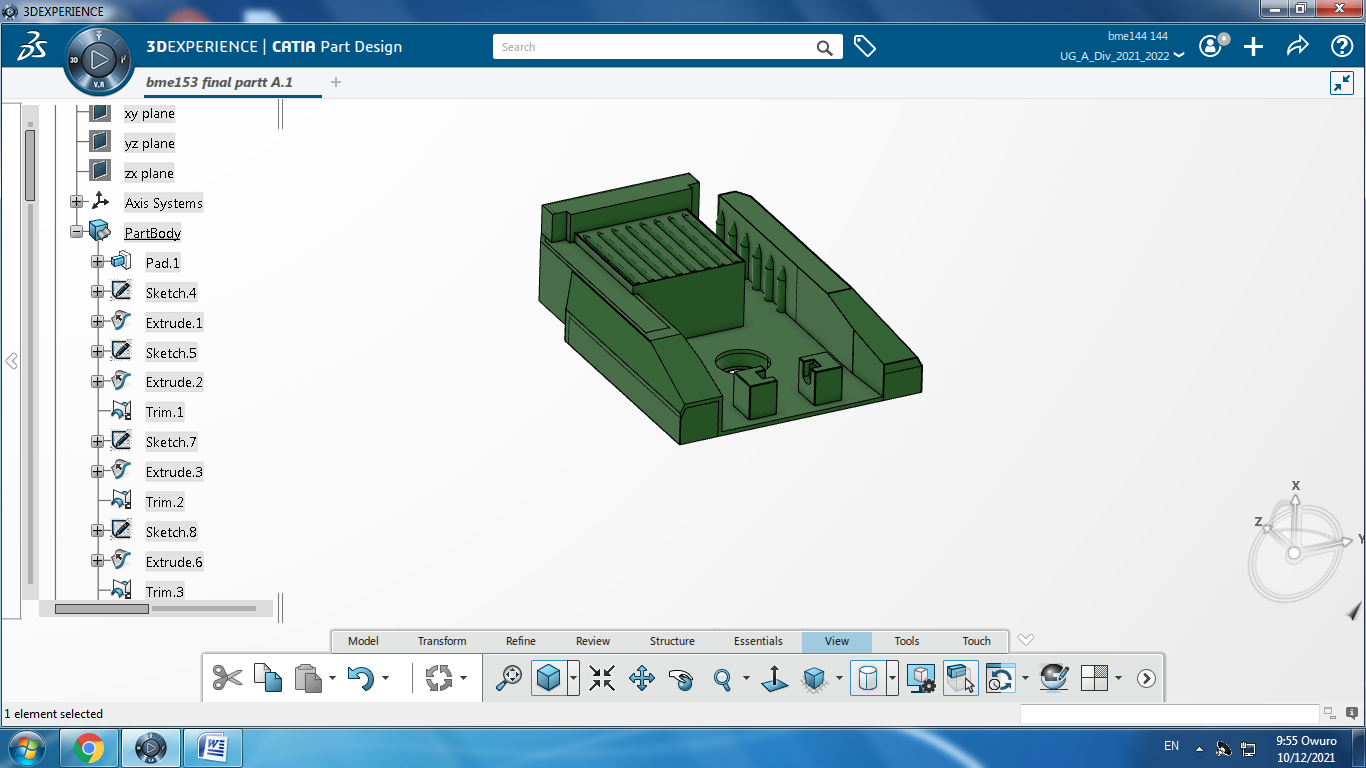 3DEXPERIENCE
3DEXPERIENCE | CATIA Part Design
Search
bme144 144
UG_A_Div_2021_2022
3D
V.R
bme153 final partt A.1
xy plane
yz plane
zx plane
Axis Systems
PartBody
Pad.1
Sketch.4
Extrude.1
Sketch.5
Extrude.2
Trim.1
Sketch.7
Extrude.3
Trim.2
Sketch.8
Extrude.6
Trim.3
X
Z
Y
Model Transform Refine Review Structure Essentials View Tools Touch
1 element selected
EN
9:55 Owuro
10/12/2021